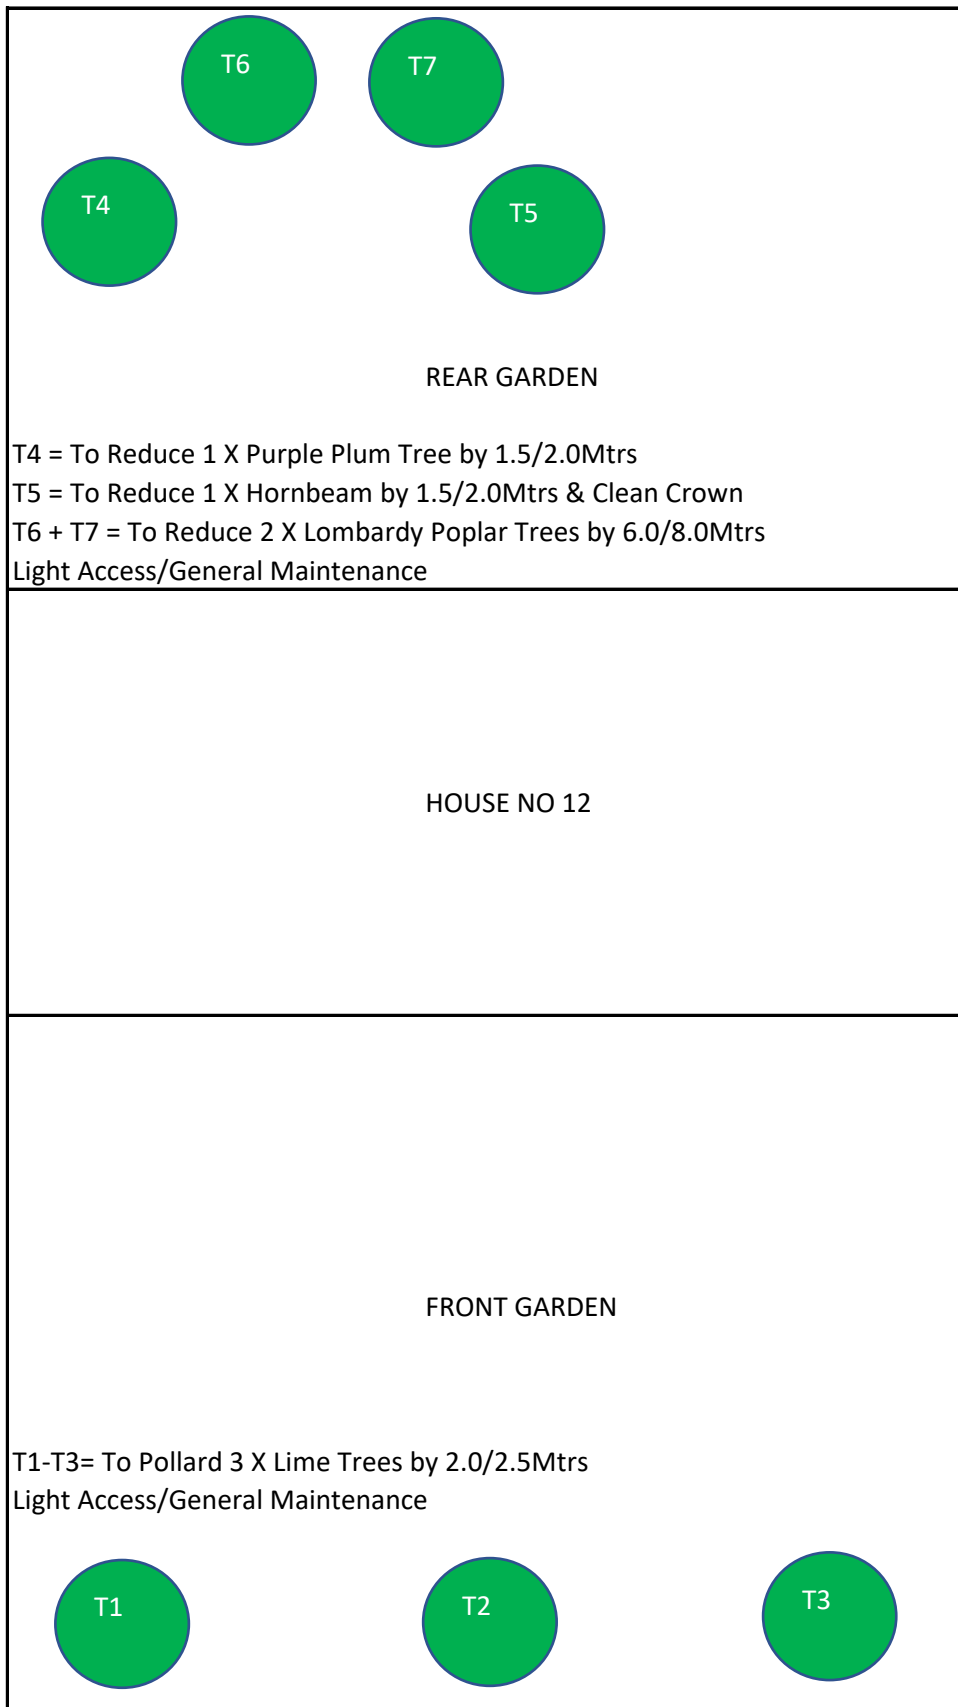 T6
T7
T4
T5
REAR GARDEN
T4 = To Reduce 1 X Purple Plum Tree by 1.5/2.0Mtrs
T5 = To Reduce 1 X Hornbeam by 1.5/2.0Mtrs & Clean Crown
T6 + T7 = To Reduce 2 X Lombardy Poplar Trees by 6.0/8.0Mtrs
Light Access/General Maintenance
HOUSE NO 12
FRONT GARDEN
T1-T3= To Pollard 3 X Lime Trees by 2.0/2.5Mtrs
Light Access/General Maintenance
T1
T2
T3